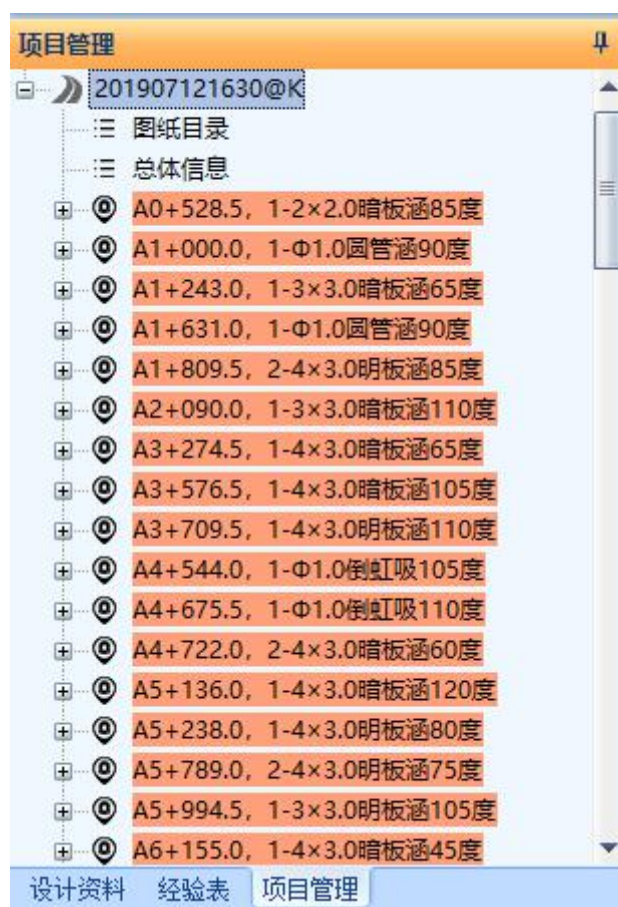 项目管理
201907121630@K
图纸目录
总体信息
A0+528.5, 1-2×2.0暗板涵85度
A1+000.0, 1-Φ1.0圆管涵90度
A1+243.0, 1-3×3.0暗板涵65度
A1+631.0, 1-Φ1.0圆管涵90度
A1+809.5, 2-4×3.0明板涵85度
A2+090.0, 1-3×3.0暗板涵110度
A3+274.5, 1-4×3.0暗板涵65度
A3+576.5, 1-4×3.0暗板涵105度
A3+709.5, 1-4×3.0明板涵110度
A4+544.0, 1-Φ1.0倒虹吸105度
A4+675.5, 1-Φ1.0倒虹吸110度
A4+722.0, 2-4×3.0暗板涵60度
A5+136.0, 1-4×3.0暗板涵120度
A5+238.0, 1-4×3.0明板涵80度
A5+789.0, 2-4×3.0明板涵75度
A5+994.5, 1-3×3.0明板涵105度
A6+155.0, 1-4×3.0暗板涵45度
设计资料 经验表 项目管理